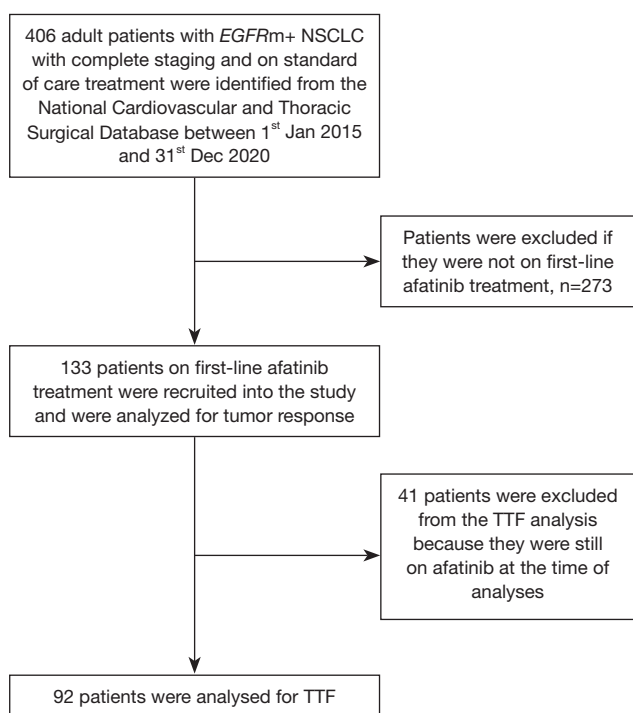 406 adult patients with EGFRm+ NSCLC
with complete staging and on standard
of care treatment were identified from the
National Cardiovascular and Thoracic
Surgical Database between 1st Jan 2015
and 31st Dec 2020
Patients were excluded if
they were not on first-line
afatinib treatment, n=273
133 patients on first-line afatinib
treatment were recruited into the study
and were analyzed for tumor response
41 patients were excluded
from the TTF analysis
because they were still
on afatinib at the time of
analyses
92 patients were analysed for TTF